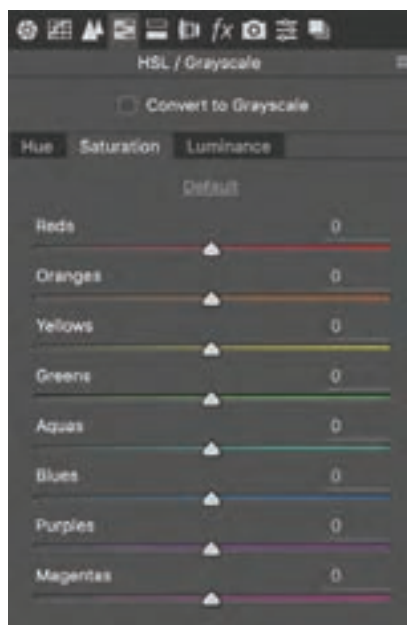 fx
HSL / Grayscale
Convert to Grayscale
Hue Saturation Luminance
Default
Reds 0
Oranges 0
Yellows 0
Greens 0
Aquas 0
Blues 0
Purples 0
Magentas 0